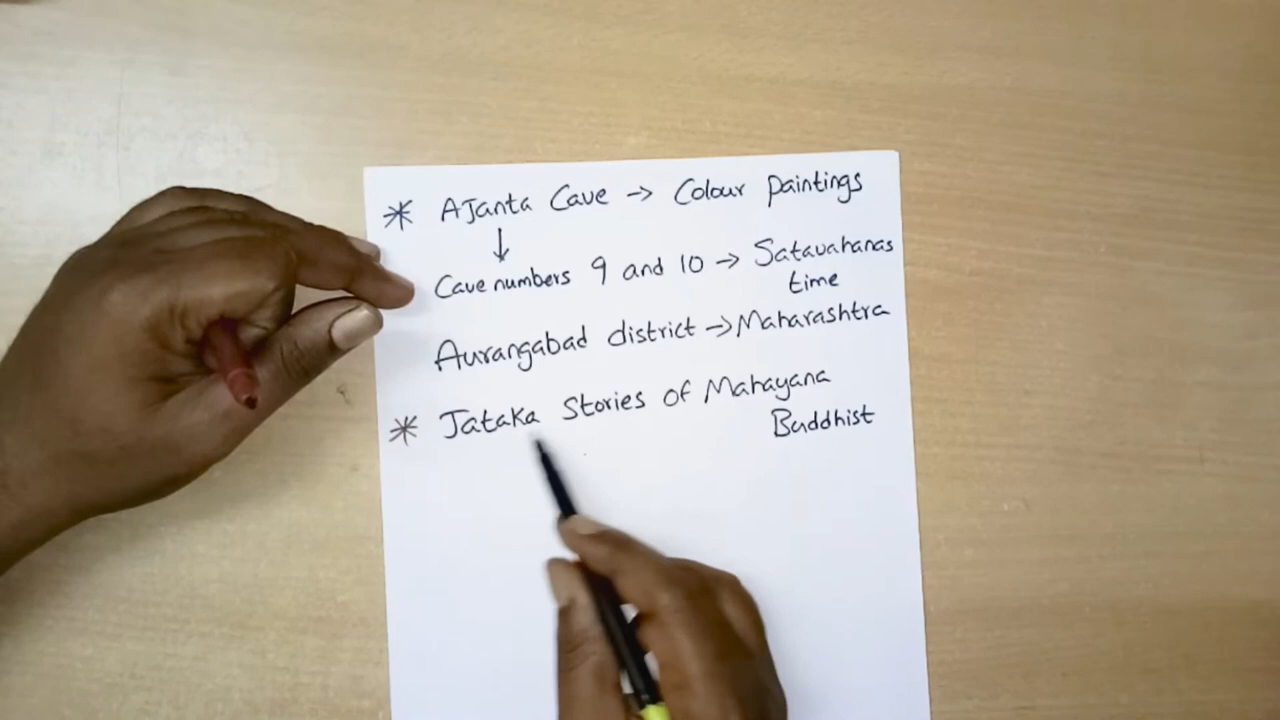 * Ajanta Cave → Colour paintings
↓
Cave numbers 9 and 10 → Satavahanas
time
Aurangabad district → Maharashtra
* Jataka Stories of Mahayana
Buddhist